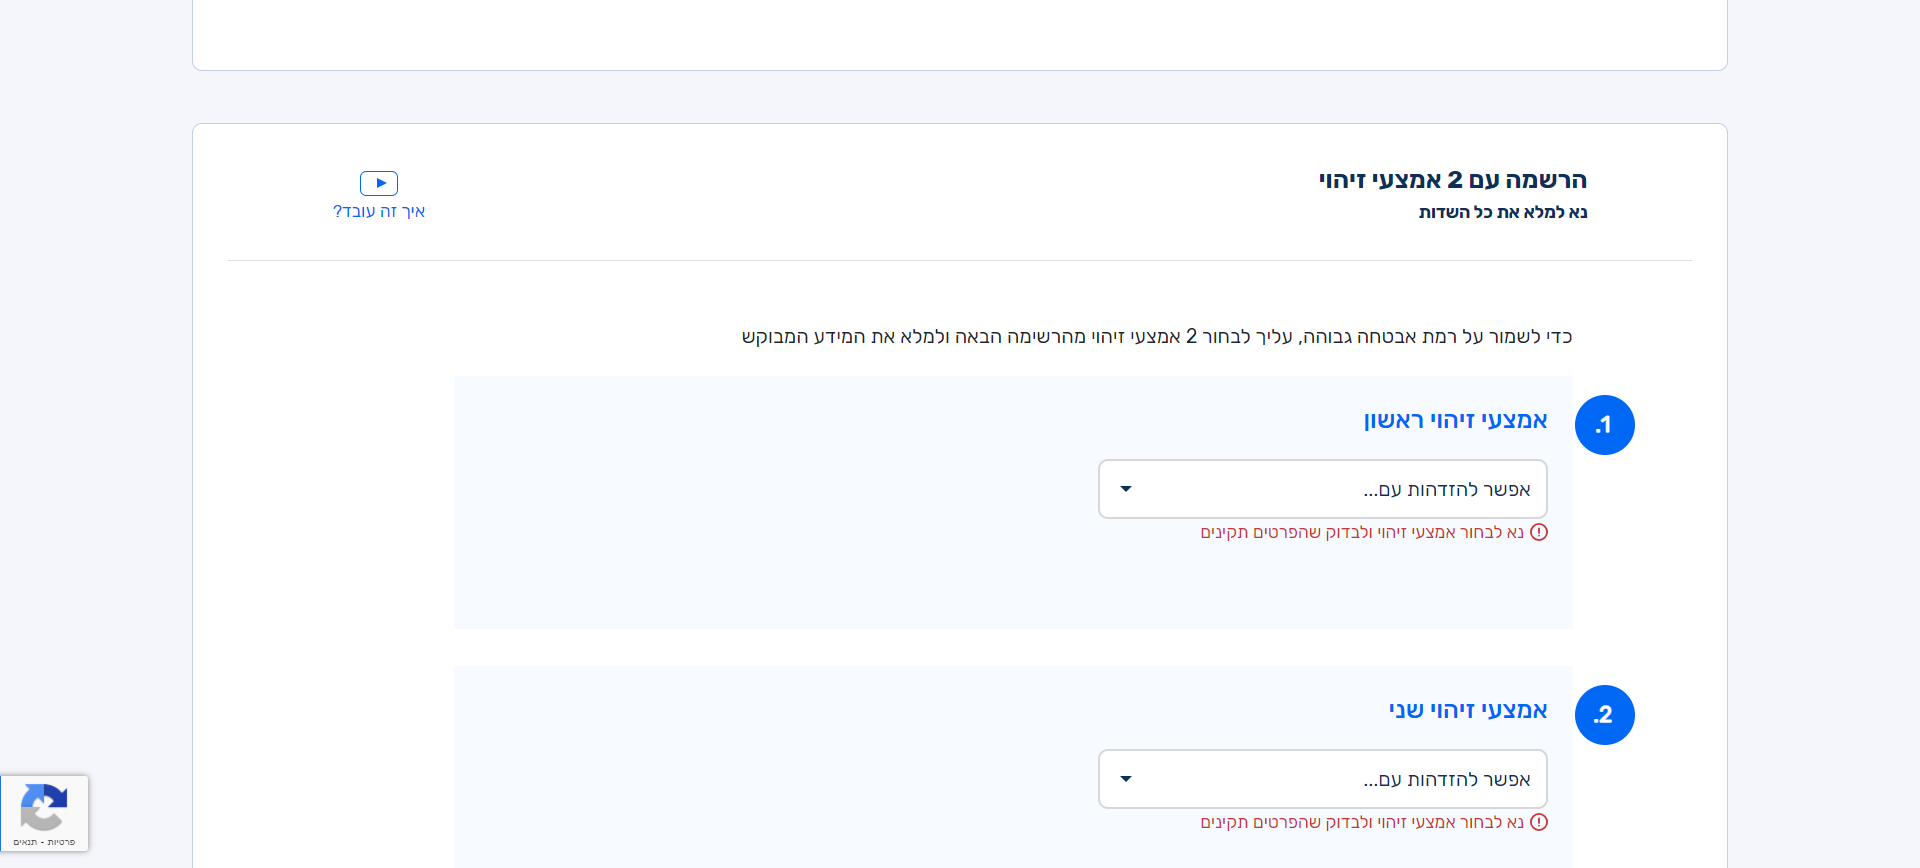 הרשמה עם 2 אמצעי זיהוי
נא למלא את כל השדות
איך זה עובד?
כדי לשמור על רמת אבטחה גבוהה, עליך לבחור 2 אמצעי זיהוי מהרשימה הבאה ולמלא את המידע המבוקש
1.
אמצעי זיהוי ראשון
אפשר להזדהות עם...
נא לבחור אמצעי זיהוי ולבדוק שהפרטים תקינים
2.
אמצעי זיהוי שני
אפשר להזדהות עם...
נא לבחור אמצעי זיהוי ולבדוק שהפרטים תקינים
פרטיות - תנאים